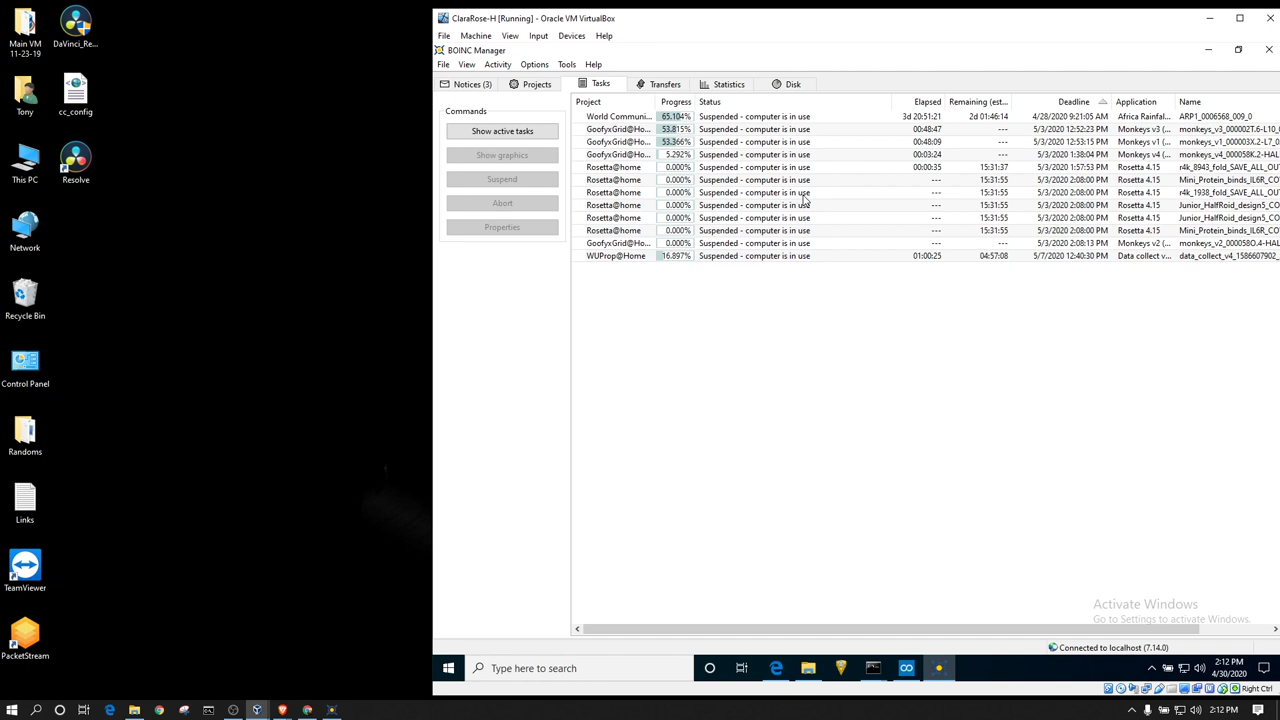 Main VM
11-23-19
DaVinci_Re...
Tony
cc_config
This PC
Resolve
Network
Recycle Bin
Control Panel
Randoms
Links
TeamViewer
PacketStream
ClaraRose-H [Running] - Oracle VM VirtualBox
File Machine View Input Devices Help
BOINC Manager
File View Activity Options Tools Help
Notices (3) Projects Tasks Transfers Statistics Disk
Commands
Show active tasks
Show graphics
Suspend
Abort
Properties
Project Progress Status Elapsed Remaining (est... Deadline Application Name
World Communi... 65.104% Suspended - computer is in use 3d 20:51:21 2d 01:46:14 4/28/2020 9:21:05 AM Africa Rainfal... ARP1_0006568_009_0
GoofyxGrid@Ho... 53.815% Suspended - computer is in use 00:48:47 --- 5/3/2020 12:52:23 PM Monkeys v3 (... monkeys_v3_000002T.6-L10_
GoofyxGrid@Ho... 53.366% Suspended - computer is in use 00:48:09 --- 5/3/2020 12:53:15 PM Monkeys v1 (... monkeys_v1_000003X.2-L7_0
GoofyxGrid@Ho... 5.292% Suspended - computer is in use 00:03:24 --- 5/3/2020 1:38:04 PM Monkeys v4 (... monkeys_v4_000058K.2-HAL_
Rosetta@home 0.000% Suspended - computer is in use 00:00:35 15:31:37 5/3/2020 1:57:53 PM Rosetta 4.15 r4k_8943_fold_SAVE_ALL_OU
Rosetta@home 0.000% Suspended - computer is in use --- 15:31:55 5/3/2020 2:08:00 PM Rosetta 4.15 Mini_Protein_binds_IL6R_CO
Rosetta@home 0.000% Suspended - computer is in use --- 15:31:55 5/3/2020 2:08:00 PM Rosetta 4.15 r4k_1938_fold_SAVE_ALL_OU
Rosetta@home 0.000% Suspended - computer is in use --- 15:31:55 5/3/2020 2:08:00 PM Rosetta 4.15 Junior_HalfRoid_design5_CO
Rosetta@home 0.000% Suspended - computer is in use --- 15:31:55 5/3/2020 2:08:00 PM Rosetta 4.15 Junior_HalfRoid_design5_CO
Rosetta@home 0.000% Suspended - computer is in use --- 15:31:55 5/3/2020 2:08:00 PM Rosetta 4.15 Mini_Protein_binds_IL6R_CO
GoofyxGrid@Ho... 0.000% Suspended - computer is in use --- --- 5/3/2020 2:08:13 PM Monkeys v2 (... monkeys_v2_000058O.4-HAL
WUProp@Home 16.897% Suspended - computer is in use 01:00:25 04:57:08 5/7/2020 12:40:30 PM Data collect v... data_collect_v4_1586607902_
Activate Windows
Go to Settings to activate Windows.
Connected to localhost (7.14.0)
Type here to search
2:12 PM
4/30/2020
Right Ctrl
2:12 PM